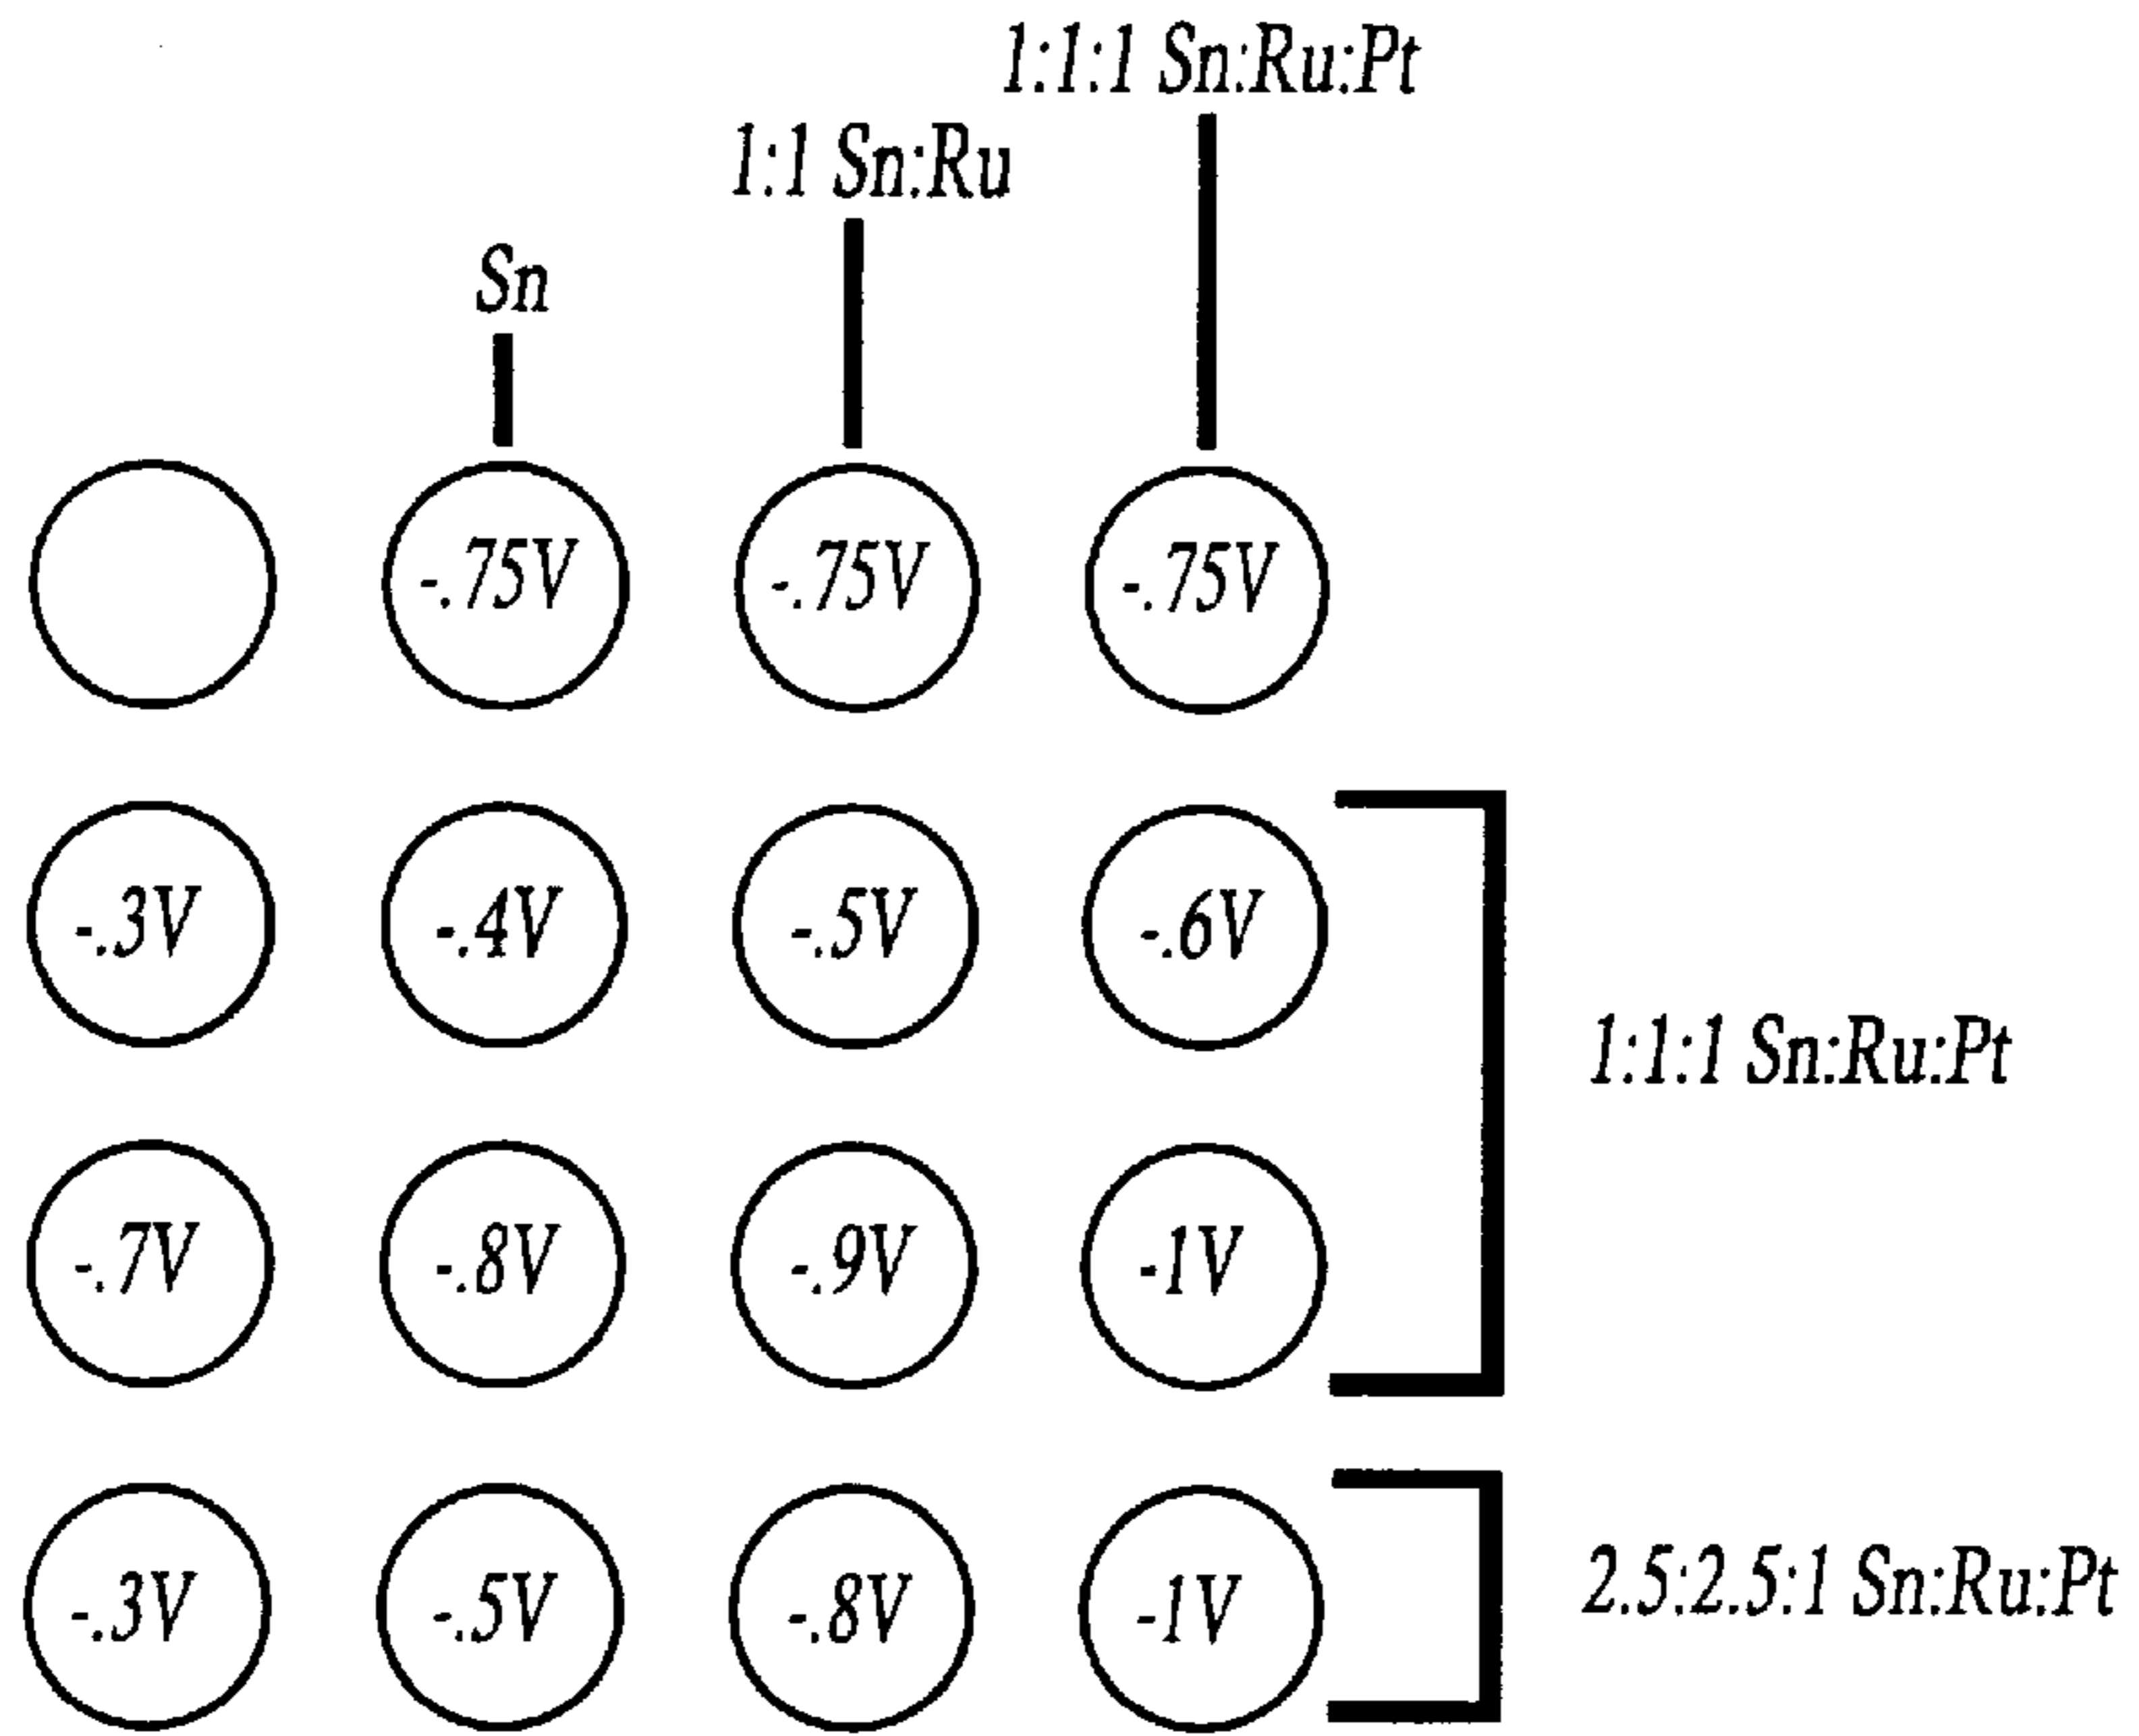 1:1:1 Sn:Ru:Pt
1:1 Sn:Ru
Sn
-.75V -.75V -.75V
-.3V -.4V -.5V -.6V
1:1:1 Sn:Ru:Pt
-.7V -.8V -.9V -1V
-.3V -.5V -.8V -1V
2.5:2.5:1 Sn:Ru:Pt